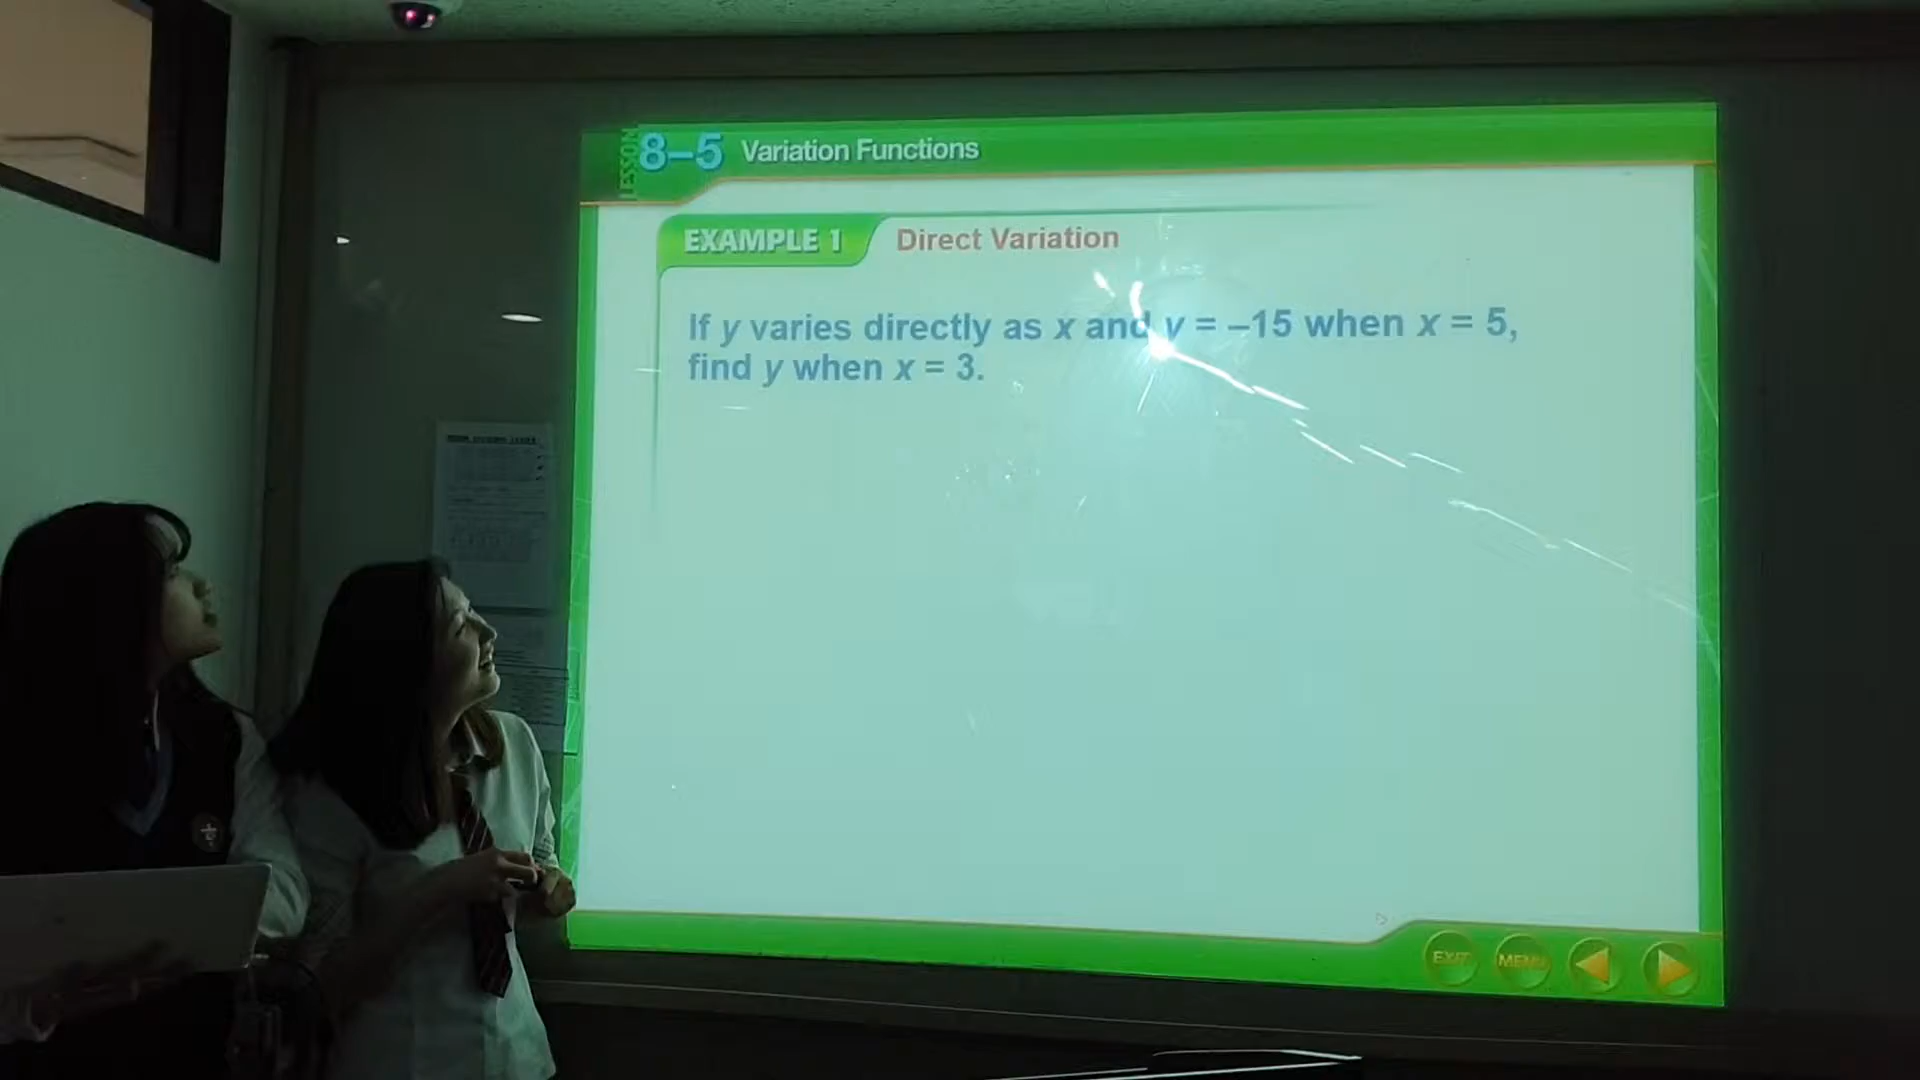 LESSON
8–5 Variation Functions
EXAMPLE 1 Direct Variation
If y varies directly as x and y = –15 when x = 5,
find y when x = 3.
EXIT MENU